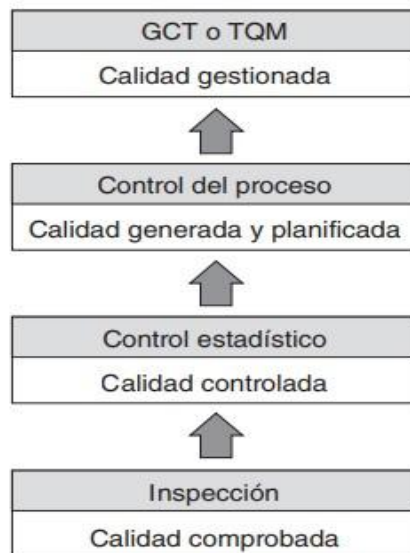 GCT o TQM
Calidad gestionada
Control del proceso
Calidad generada y planificada
Control estadístico
Calidad controlada
Inspección
Calidad comprobada